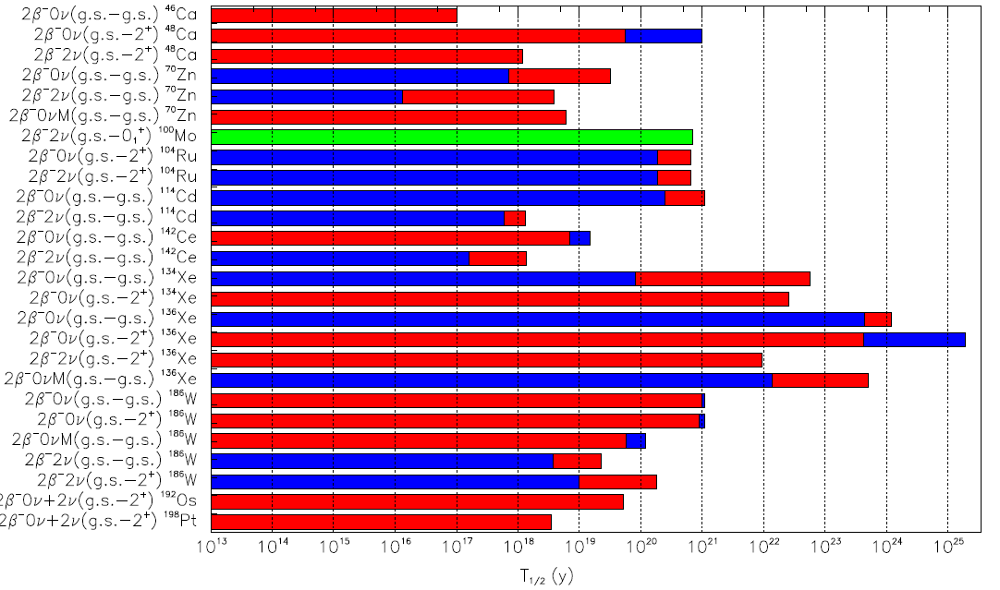 2β⁻0ν(g.s.−g.s.) ⁴⁶Ca
2β⁻0ν(g.s.−2⁺) ⁴⁸Ca
2β⁻2ν(g.s.−2⁺) ⁴⁸Ca
2β⁻0ν(g.s.−g.s.) ⁷⁰Zn
2β⁻2ν(g.s.−g.s.) ⁷⁰Zn
2β⁻0νM(g.s.−g.s.) ⁷⁰Zn
2β⁻2ν(g.s.−0₁⁺) ¹⁰⁰Mo
2β⁻0ν(g.s.−2⁺) ¹⁰⁴Ru
2β⁻2ν(g.s.−2⁺) ¹⁰⁴Ru
2β⁻0ν(g.s.−g.s.) ¹¹⁴Cd
2β⁻2ν(g.s.−g.s.) ¹¹⁴Cd
2β⁻0ν(g.s.−g.s.) ¹⁴²Ce
2β⁻2ν(g.s.−g.s.) ¹⁴²Ce
2β⁻0ν(g.s.−g.s.) ¹³⁴Xe
2β⁻0ν(g.s.−2⁺) ¹³⁴Xe
2β⁻0ν(g.s.−g.s.) ¹³⁶Xe
2β⁻0ν(g.s.−2⁺) ¹³⁶Xe
2β⁻2ν(g.s.−2⁺) ¹³⁶Xe
2β⁻0νM(g.s.−g.s.) ¹³⁶Xe
2β⁻0ν(g.s.−g.s.) ¹⁸⁶W
2β⁻0ν(g.s.−2⁺) ¹⁸⁶W
2β⁻0νM(g.s.−g.s.) ¹⁸⁶W
2β⁻2ν(g.s.−g.s.) ¹⁸⁶W
2β⁻2ν(g.s.−2⁺) ¹⁸⁶W
2β⁻0ν+2ν(g.s.−2⁺) ¹⁹²Os
2β⁻0ν+2ν(g.s.−2⁺) ¹⁹⁸Pt
10¹³ 10¹⁴ 10¹⁵ 10¹⁶ 10¹⁷ 10¹⁸ 10¹⁹ 10²⁰ 10²¹ 10²² 10²³ 10²⁴ 10²⁵
T₁/₂ (y)